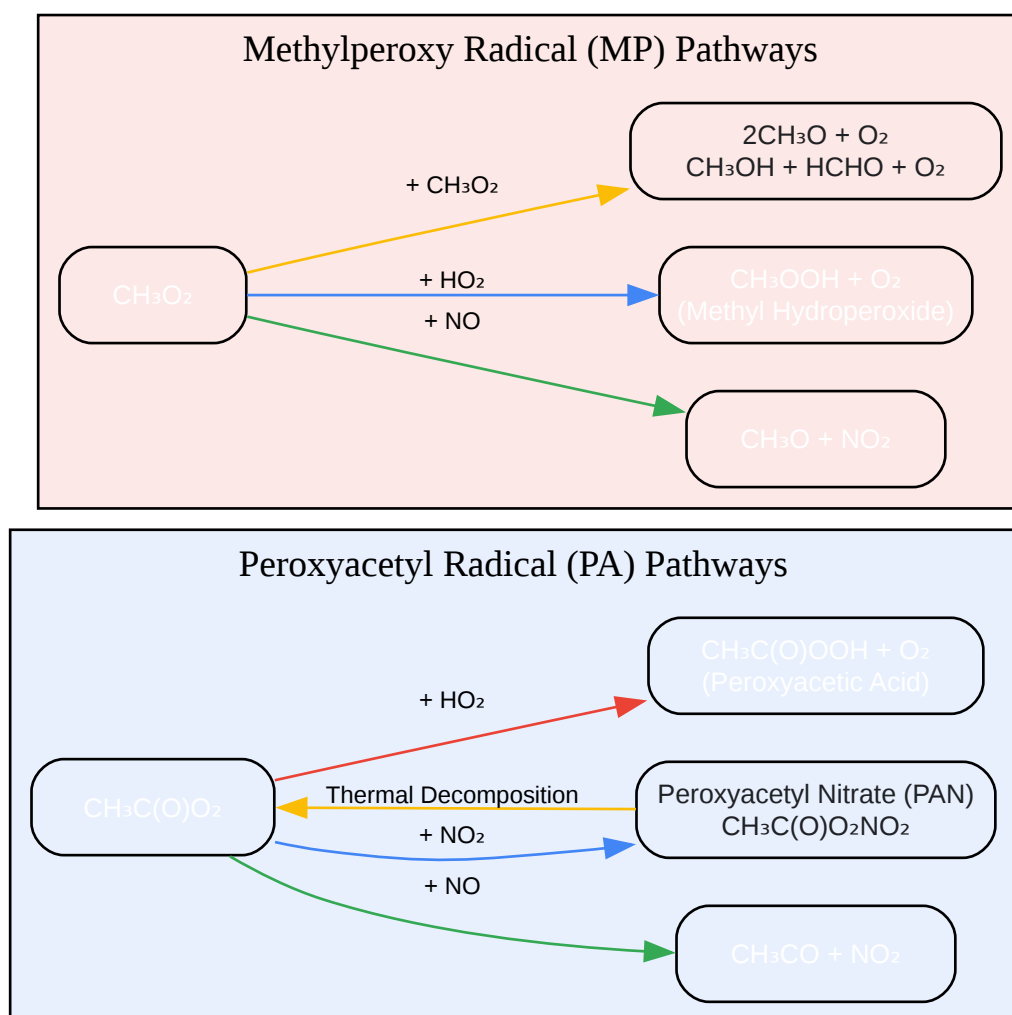 Methylperoxy Radical (MP) Pathways
2CH₃O + O₂
CH₃OH + HCHO + O₂
+ CH₃O₂
CH₃O₂
+ HO₂
CH₃OOH + O₂
(Methyl Hydroperoxide)
+ NO
CH₃O + NO₂
Peroxyacetyl Radical (PA) Pathways
CH₃C(O)OOH + O₂
(Peroxyacetic Acid)
+ HO₂
CH₃C(O)O₂
Thermal Decomposition
Peroxyacetyl Nitrate (PAN)
CH₃C(O)O₂NO₂
+ NO₂
+ NO
CH₃CO + NO₂